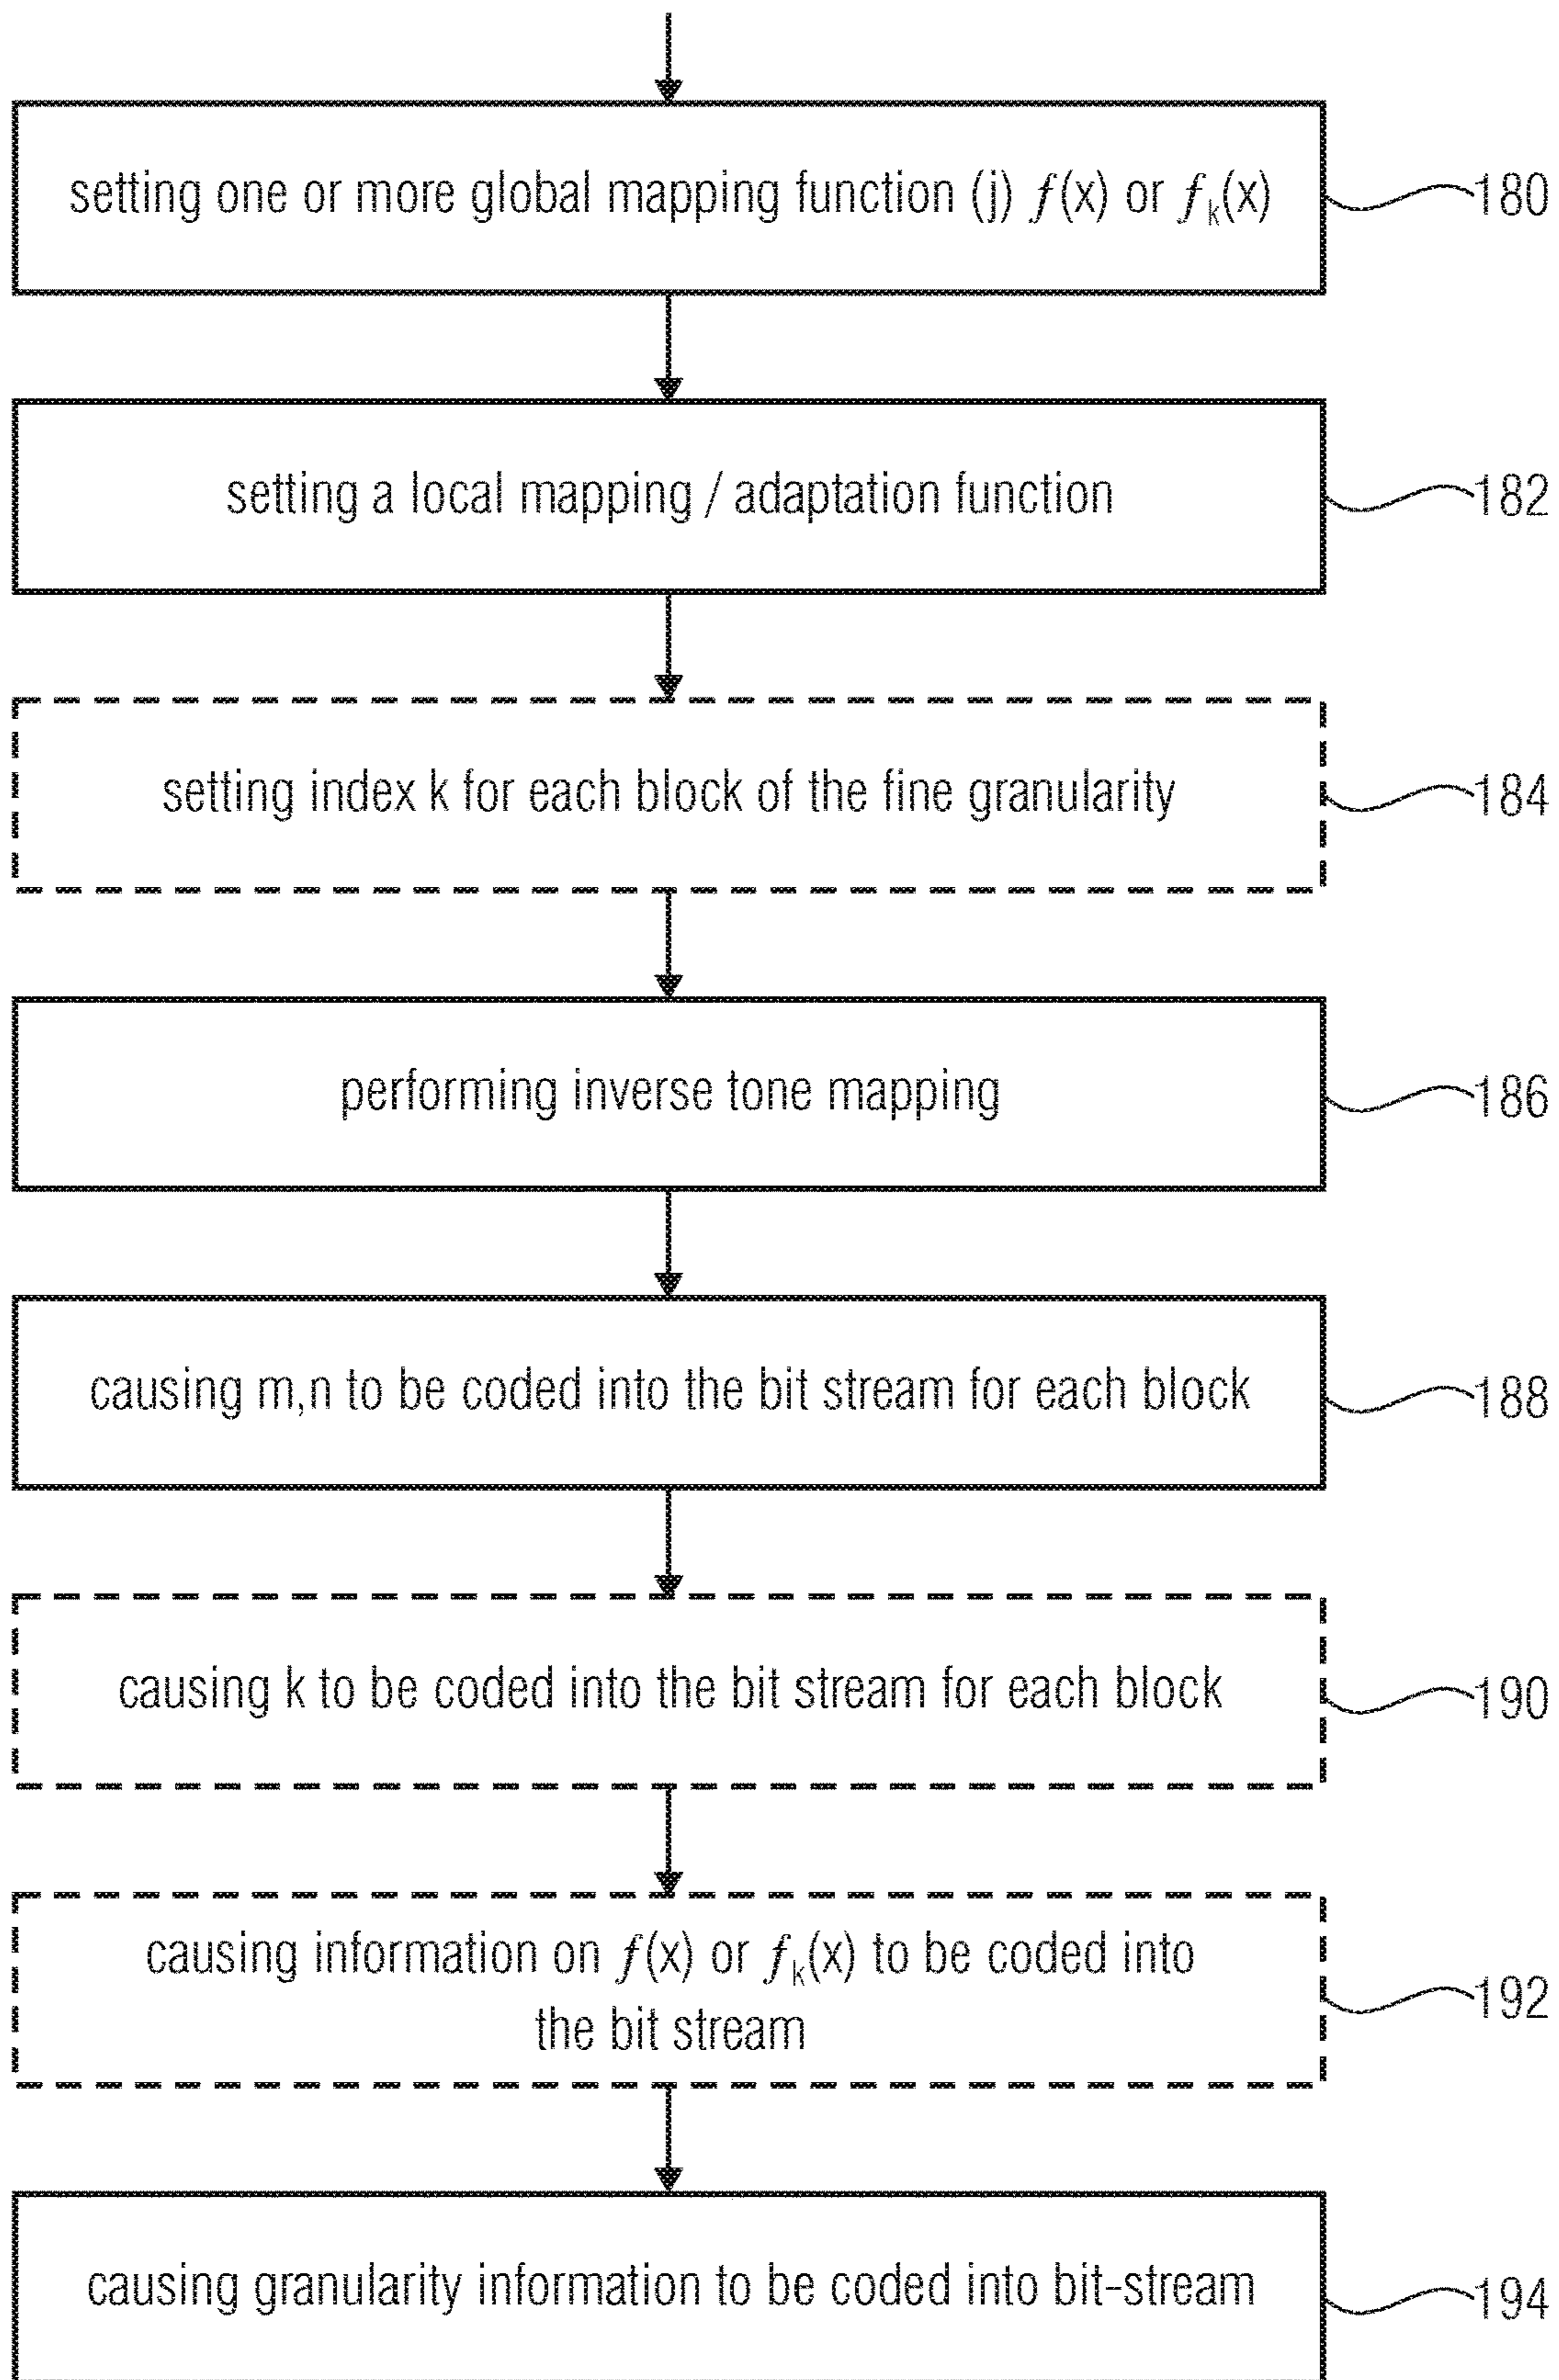 setting one or more global mapping function (j) f(x) or fk(x)
180
setting a local mapping / adaptation function
182
setting index k for each block of the fine granularity
184
performing inverse tone mapping
186
causing m,n to be coded into the bit stream for each block
188
causing k to be coded into the bit stream for each block
190
causing information on f(x) or fk(x) to be coded into
the bit stream
192
causing granularity information to be coded into bit-stream
194